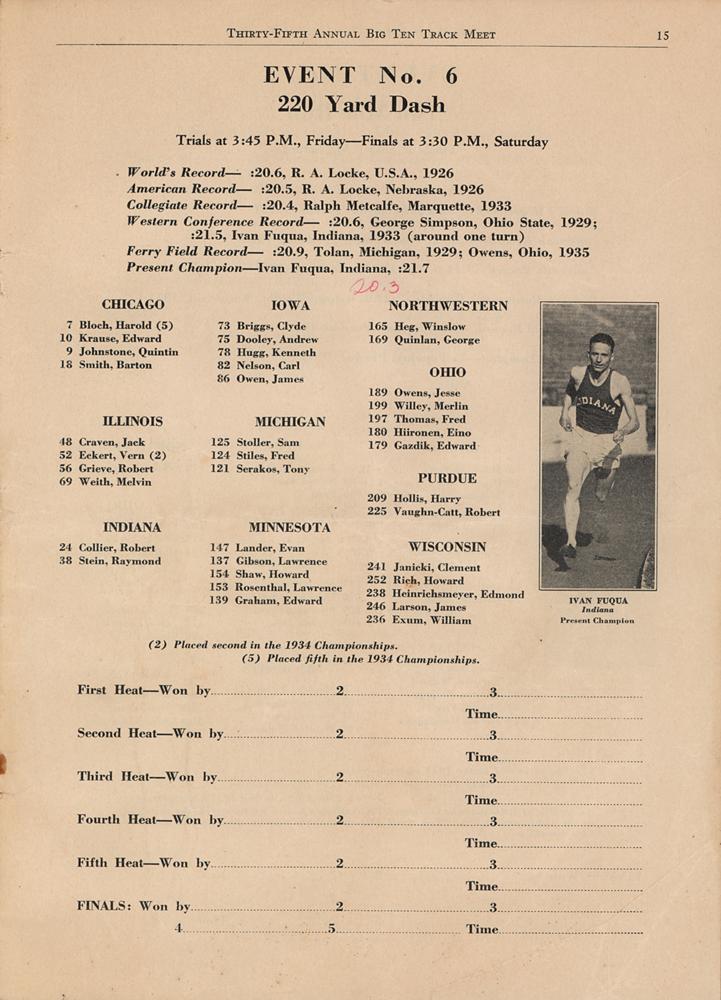 THIRTY-FIFTH ANNUAL BIG TEN TRACK MEET 15
EVENT No. 6
220 Yard Dash
Trials at 3:45 P.M., Friday—Finals at 3:30 P.M., Saturday
World's Record— :20.6, R. A. Locke, U.S.A., 1926
American Record— :20.5, R. A. Locke, Nebraska, 1926
Collegiate Record— :20.4, Ralph Metcalfe, Marquette, 1933
Western Conference Record— :20.6, George Simpson, Ohio State, 1929;
:21.5, Ivan Fuqua, Indiana, 1933 (around one turn)
Ferry Field Record— :20.9, Tolan, Michigan, 1929; Owens, Ohio, 1935
Present Champion—Ivan Fuqua, Indiana, :21.7
20.3
CHICAGO
7 Bloch, Harold (5)
10 Krause, Edward
9 Johnstone, Quintin
18 Smith, Barton
ILLINOIS
48 Craven, Jack
52 Eckert, Vern (2)
56 Grieve, Robert
69 Weith, Melvin
INDIANA
24 Collier, Robert
38 Stein, Raymond
IOWA
73 Briggs, Clyde
75 Dooley, Andrew
78 Hugg, Kenneth
82 Nelson, Carl
86 Owen, James
MICHIGAN
125 Stoller, Sam
124 Stiles, Fred
121 Serakos, Tony
MINNESOTA
147 Lander, Evan
137 Gibson, Lawrence
154 Shaw, Howard
153 Rosenthal, Lawrence
139 Graham, Edward
NORTHWESTERN
165 Heg, Winslow
169 Quinlan, George
OHIO
189 Owens, Jesse
199 Willey, Merlin
197 Thomas, Fred
180 Hiironen, Eino
179 Gazdik, Edward
PURDUE
209 Hollis, Harry
225 Vaughn-Catt, Robert
WISCONSIN
241 Janicki, Clement
252 Rich, Howard
238 Heinrichsmeyer, Edmond
246 Larson, James
236 Exum, William
INDIANA
IVAN FUQUA
Indiana
Present Champion
(2) Placed second in the 1934 Championships.
(5) Placed fifth in the 1934 Championships.
First Heat—Won by 2 3
Time
Second Heat—Won by 2 3
Time
Third Heat—Won by 2 3
Time
Fourth Heat—Won by 2 3
Time
Fifth Heat—Won by 2 3
Time
FINALS: Won by 2 3
4 5 Time